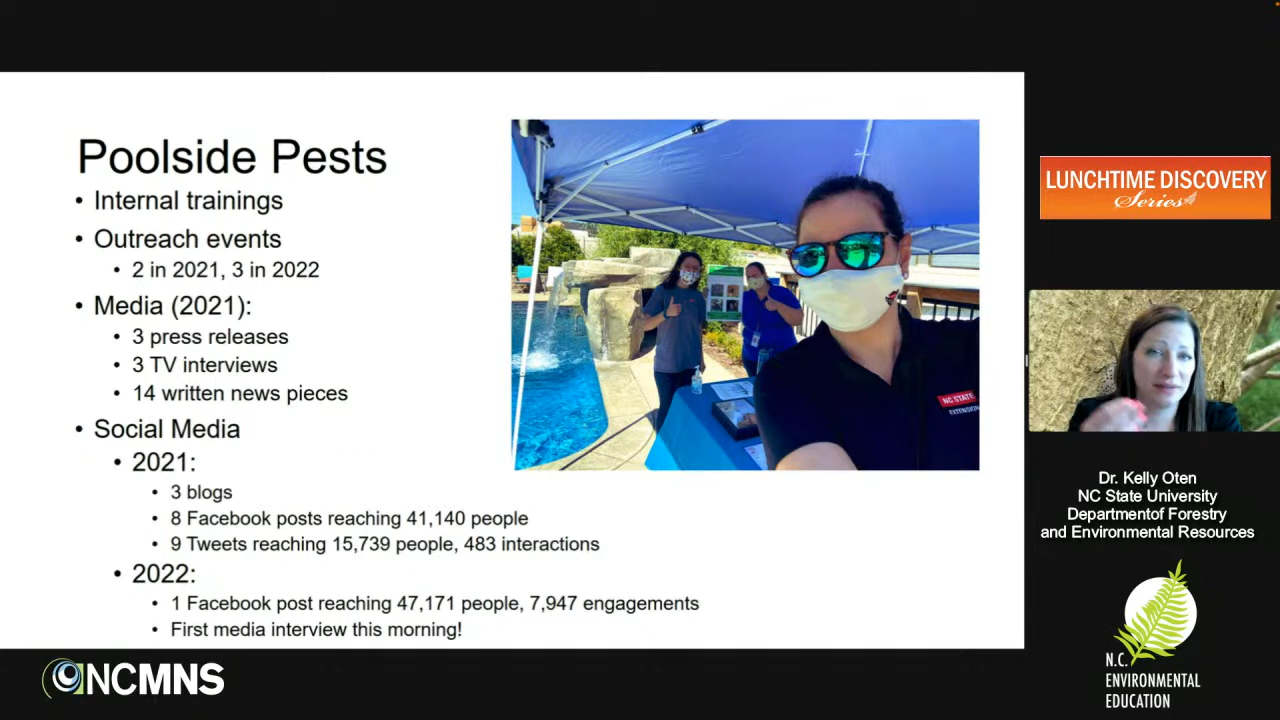 Poolside Pests
• Internal trainings
• Outreach events
• 2 in 2021, 3 in 2022
• Media (2021):
• 3 press releases
• 3 TV interviews
• 14 written news pieces
• Social Media
• 2021:
• 3 blogs
• 8 Facebook posts reaching 41,140 people
• 9 Tweets reaching 15,739 people, 483 interactions
• 2022:
• 1 Facebook post reaching 47,171 people, 7,947 engagements
• First media interview this morning!
NC STATE
EXTENSION
LUNCHTIME DISCOVERY
Series
Dr. Kelly Oten
NC State University
Departmentof Forestry
and Environmental Resources
NCMNS
N.C.
ENVIRONMENTAL
EDUCATION